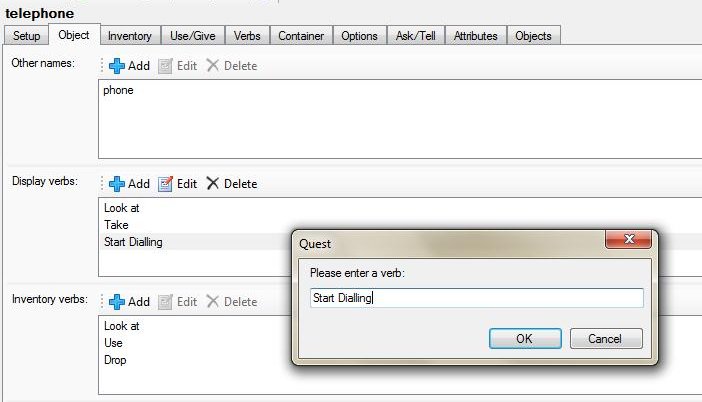 telephone
Setup Object Inventory Use/Give Verbs Container Options Ask/Tell Attributes Objects
Other names: Add Edit Delete
phone
Display verbs: Add Edit Delete
Look at
Take
Start Dialling
Quest
Please enter a verb:
Start Dialling
OK Cancel
Inventory verbs: Add Edit Delete
Look at
Use
Drop